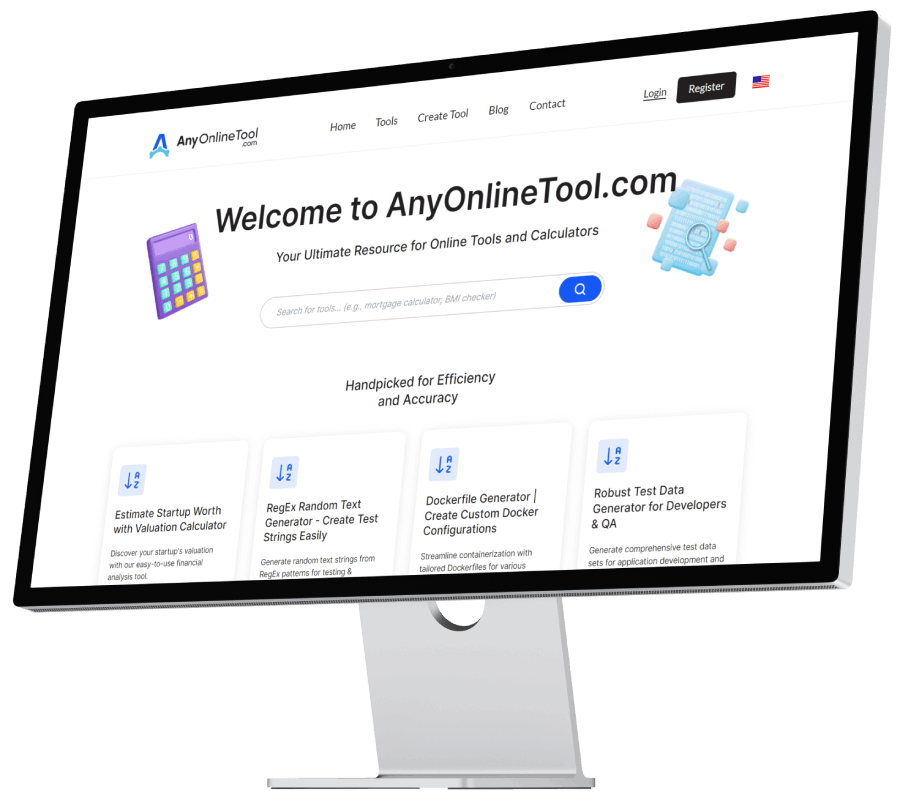 AnyOnlineTool
.com
Home
Tools
Create Tool
Blog
Contact
Login
Register
Welcome to AnyOnlineTool.com
Your Ultimate Resource for Online Tools and Calculators
0
Search for tools... (e.g., mortgage calculator, BMI checker)
Handpicked for Efficiency
and Accuracy
A
Z
Estimate Startup Worth
with Valuation Calculator
Discover your startup's valuation
with our easy-to-use financial
analysis tool.
A
Z
RegEx Random Text
Generator - Create Test
Strings Easily
Generate random text strings from
RegEx patterns for testing &
A
Z
Dockerfile Generator |
Create Custom Docker
Configurations
Streamline containerization with
tailored Dockerfiles for various
A
Z
Robust Test Data
Generator for Developers
& QA
Generate comprehensive test data
sets for application development and